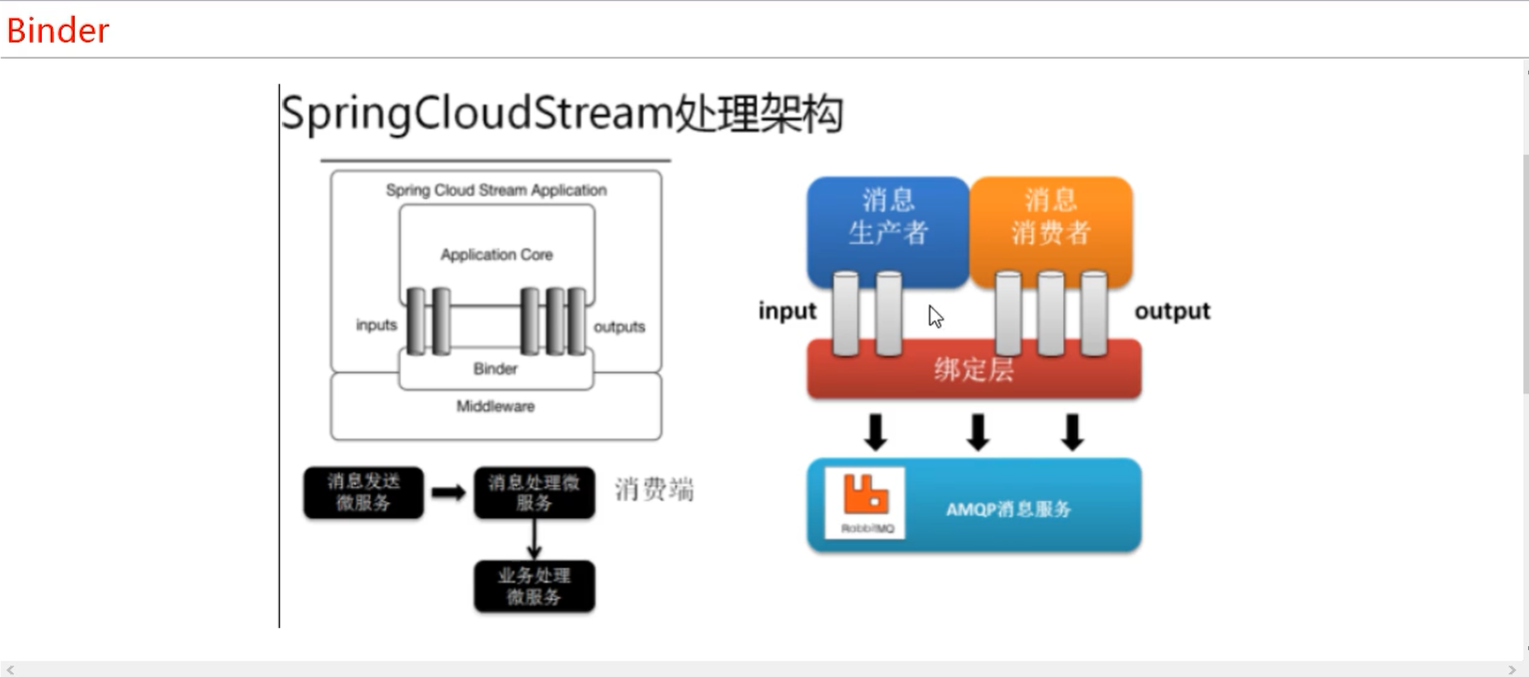 Binder
SpringCloudStream处理架构
Spring Cloud Stream Application
Application Core
inputs
outputs
Binder
Middleware
消息发送
微服务
消息处理微
服务
消费端
业务处理
微服务
消息
生产者
消息
消费者
input
output
绑定层
RabbitMQ
AMQP消息服务